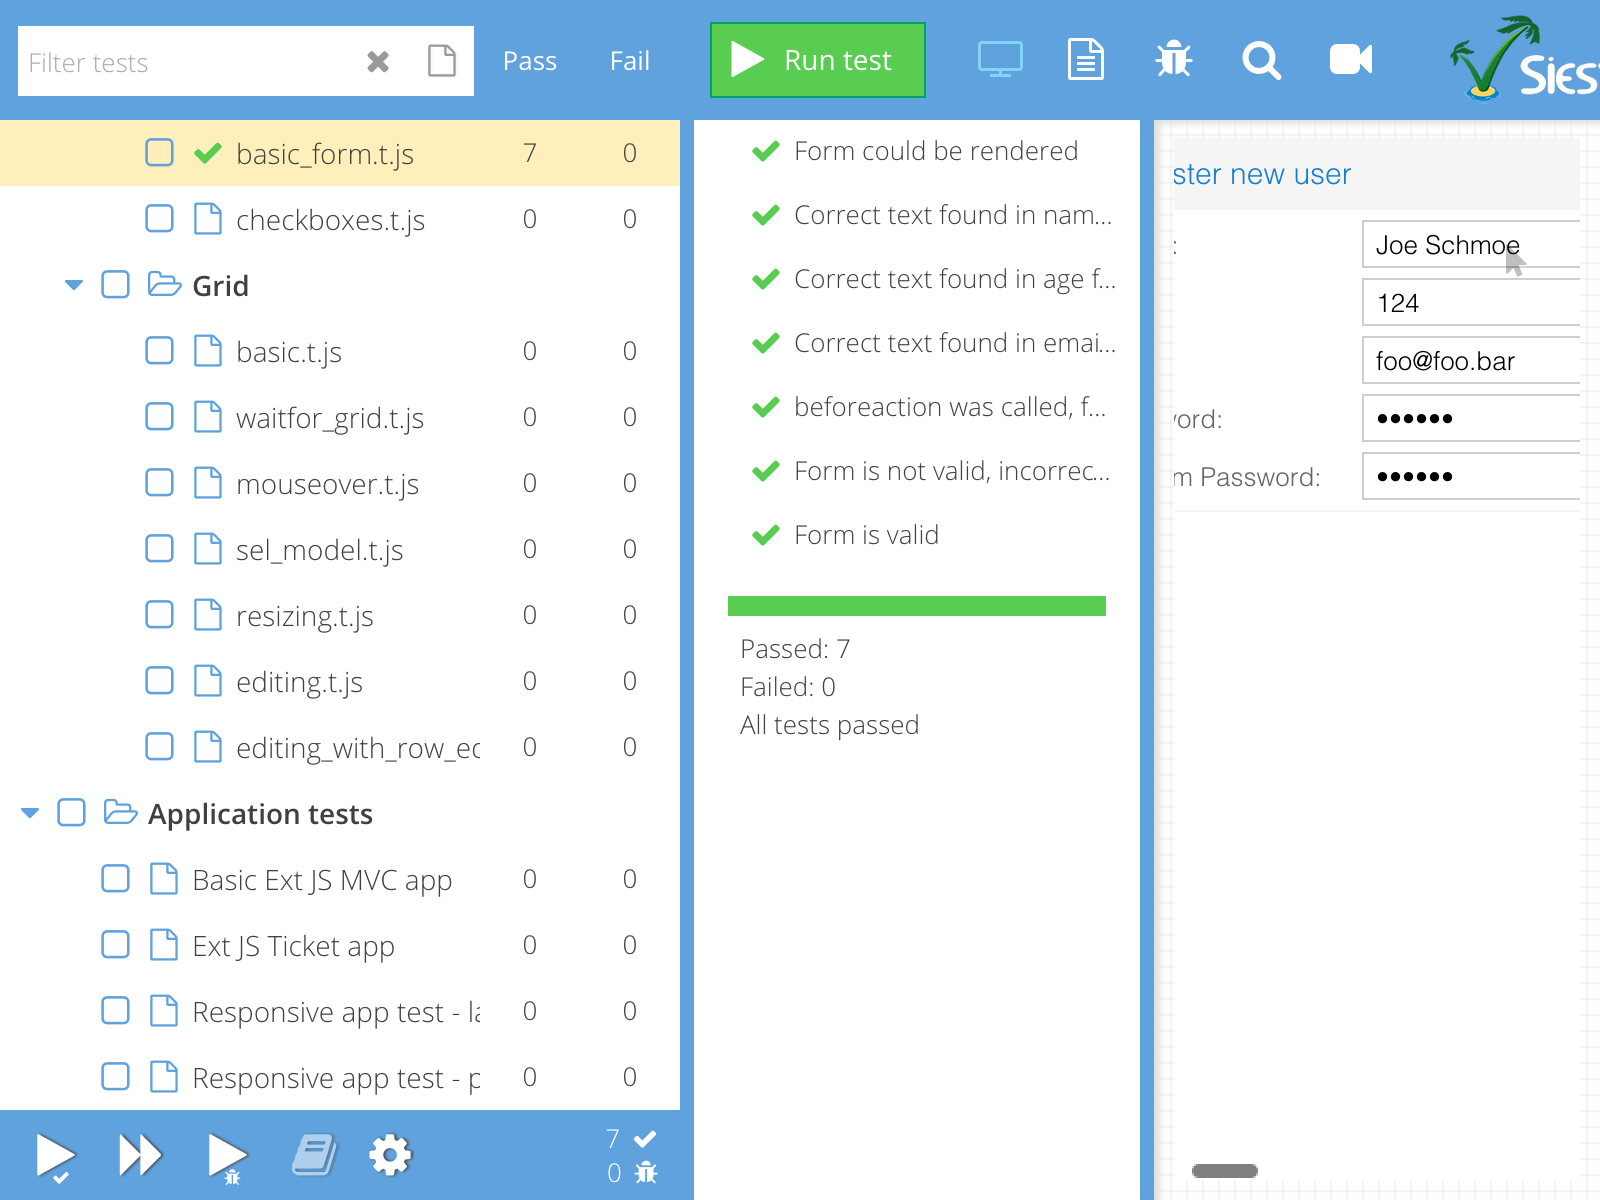 Filter tests
Pass
Fail
Run test
basic_form.t.js 7 0
checkboxes.t.js 0 0
Grid
basic.t.js 0 0
waitfor_grid.t.js 0 0
mouseover.t.js 0 0
sel_model.t.js 0 0
resizing.t.js 0 0
editing.t.js 0 0
editing_with_row_ec 0 0
Application tests
Basic Ext JS MVC app 0 0
Ext JS Ticket app 0 0
Responsive app test - la 0 0
Responsive app test - p 0 0
7
0
Form could be rendered
Correct text found in nam...
Correct text found in age f...
Correct text found in emai...
beforeaction was called, f...
Form is not valid, incorrec...
Form is valid
Passed: 7
Failed: 0
All tests passed
Siest
ster new user
: Joe Schmoe
124
foo@foo.bar
vord: ••••••
m Password: ••••••